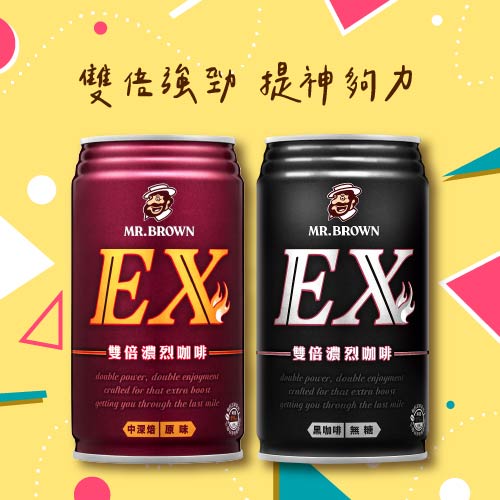 雙倍強勁 提神夠力
MR. BROWN
EX
雙倍濃烈咖啡
double power, double enjoyment
crafted for that extra boost
getting you through the last mile
中深焙 原味
MR. BROWN
EX
雙倍濃烈咖啡
double power, double enjoyment
crafted for that extra boost
getting you through the last mile
黑咖啡 無糖